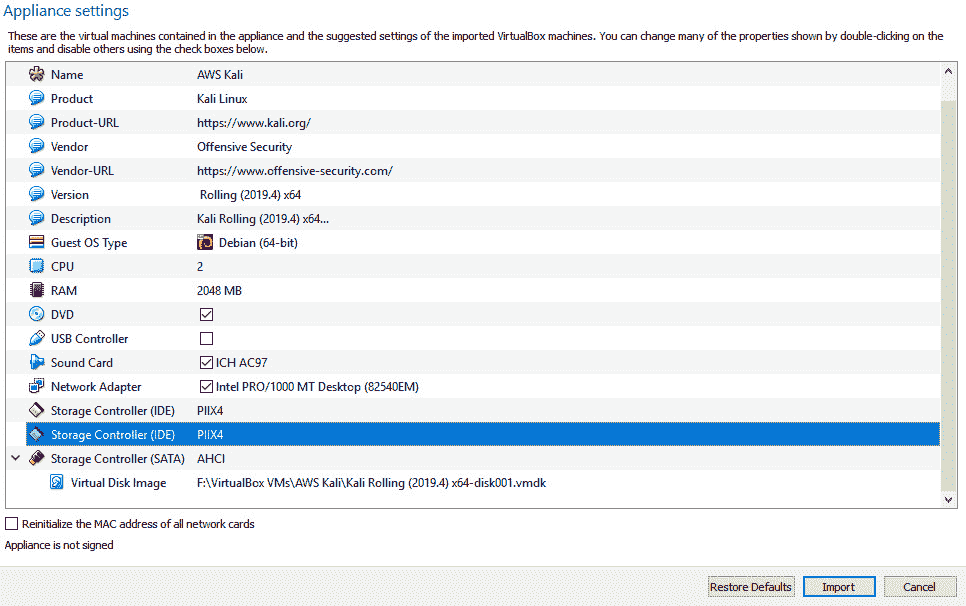 Appliance settings
These are the virtual machines contained in the appliance and the suggested settings of the imported VirtualBox machines. You can change many of the properties shown by double-clicking on the
items and disable others using the check boxes below.
Name AWS Kali
Product Kali Linux
Product-URL https://www.kali.org/
Vendor Offensive Security
Vendor-URL https://www.offensive-security.com/
Version Rolling (2019.4) x64
Description Kali Rolling (2019.4) x64...
Guest OS Type Debian (64-bit)
CPU 2
RAM 2048 MB
DVD
USB Controller
Sound Card ICH AC97
Network Adapter Intel PRO/1000 MT Desktop (82540EM)
Storage Controller (IDE) PIIX4
Storage Controller (IDE) PIIX4
Storage Controller (SATA) AHCI
Virtual Disk Image F:\VirtualBox VMs\AWS Kali\Kali Rolling (2019.4) x64-disk001.vmdk
Reinitialize the MAC address of all network cards
Appliance is not signed
Restore Defaults Import Cancel